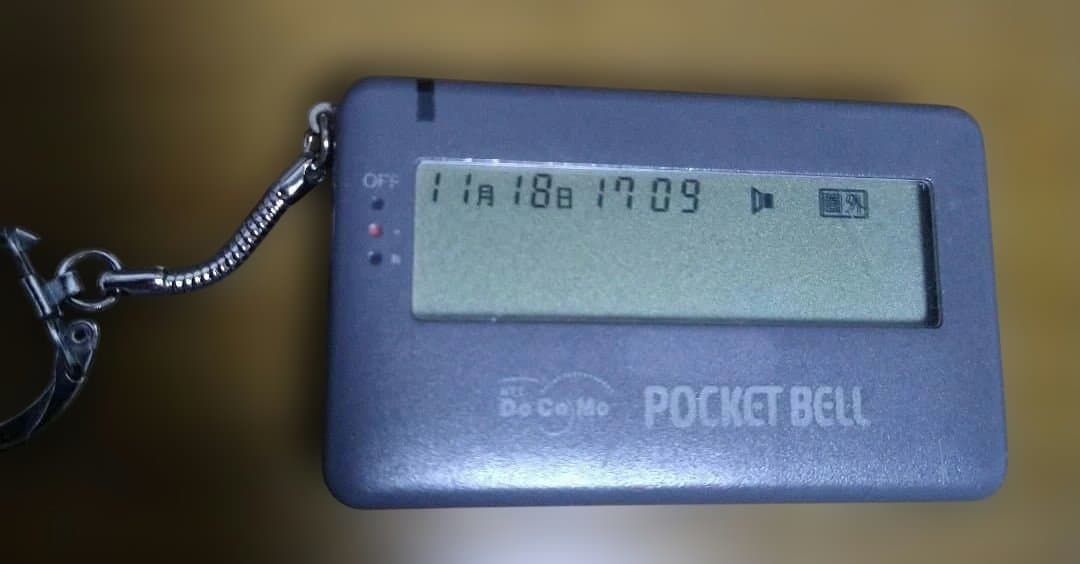 OFF
11月18日 17 09 圏外
NTT
DoCoMo
POCKET BELL